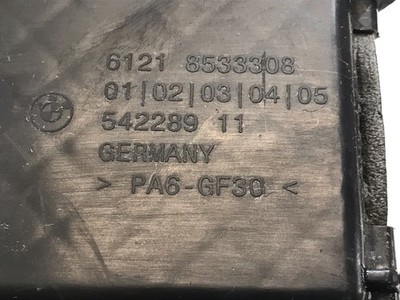 6121 8533308
01|02|03|04|05
542289 11
GERMANY
> PA6-GF30 <